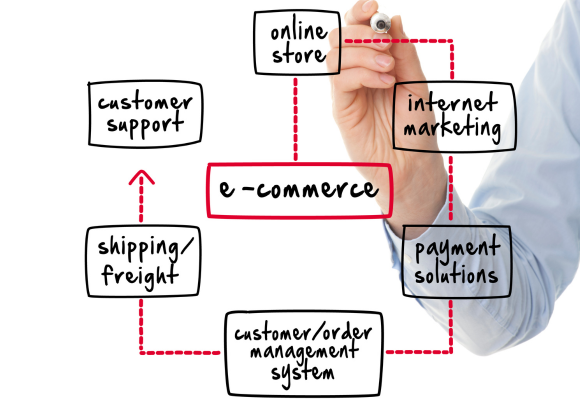 online
store
internet
marketing
customer
support
e-commerce
shipping/
freight
payment
solutions
customer/order
management
system